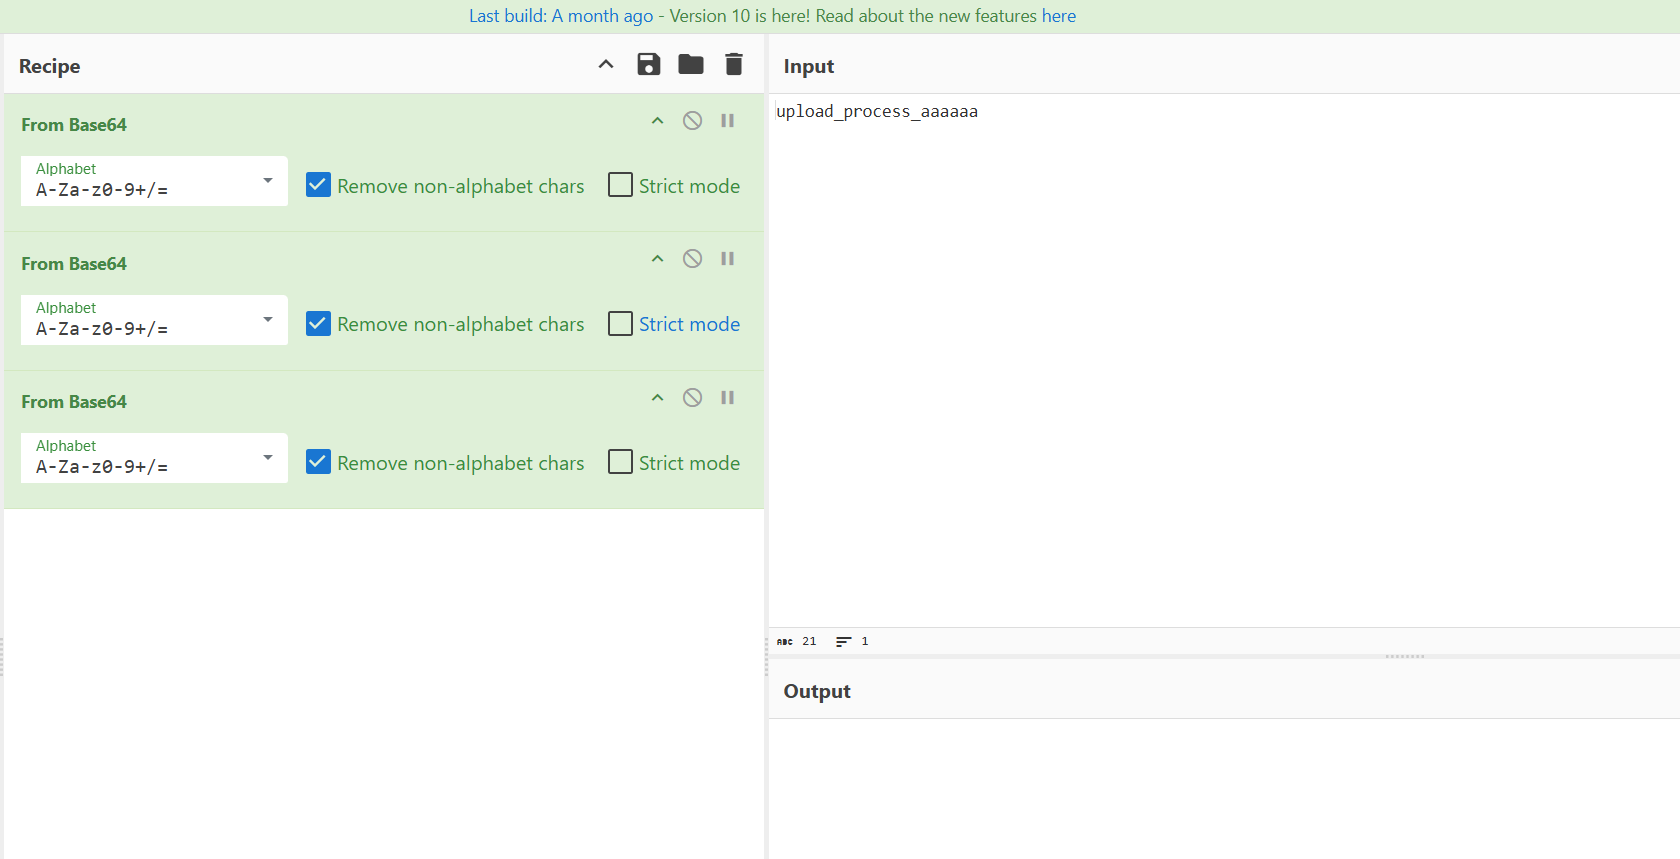 Last build: A month ago - Version 10 is here! Read about the new features here
Recipe
From Base64
Alphabet
A-Za-z0-9+/=
Remove non-alphabet chars
Strict mode
From Base64
Alphabet
A-Za-z0-9+/=
Remove non-alphabet chars
Strict mode
From Base64
Alphabet
A-Za-z0-9+/=
Remove non-alphabet chars
Strict mode
Input
upload_process_aaaaaa
ABC 21 1
Output